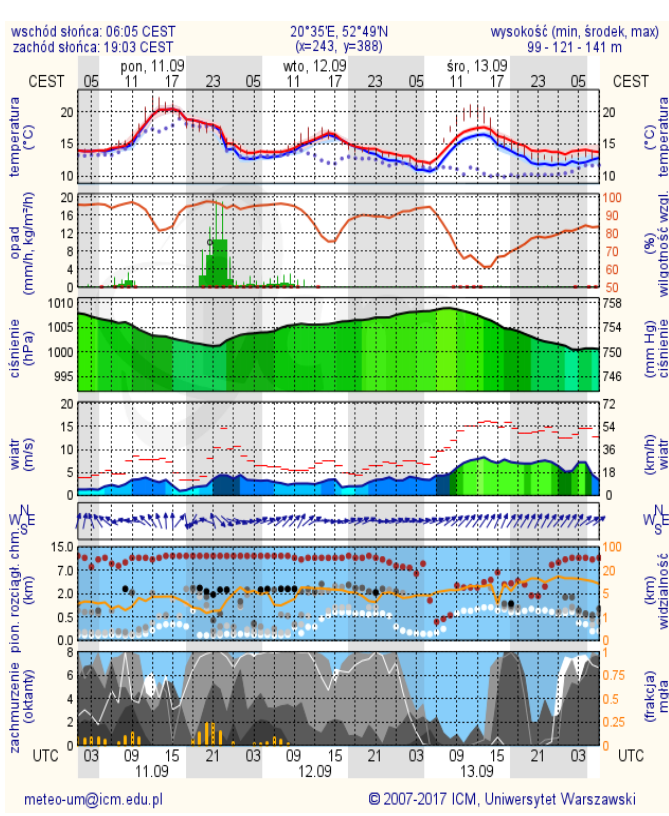 wschód słońca: 06:05 CEST 20°35'E, 52°49'N wysokość (min, środek, max)
zachód słońca: 19:03 CEST (x=243, y=388) 99 - 121 - 141 m
pon, 11.09 wto, 12.09 śro, 13.09
CEST 05 11 17 23 05 11 17 23 05 11 17 23 05 CEST
temperatura
(°C)
20
15
10
20
15
10
temperatura
(°C)
opad
(mm/h, kg/m²/h)
20
16
12
8
4
0
100
90
80
70
60
50
(%)
wilgotność wzgl.
ciśnienie
(hPa)
1010
1005
1000
995
758
754
750
746
(mm Hg)
ciśnienie
wiatr
(m/s)
20
15
10
5
0
72
54
36
18
0
(km/h)
wiatr
N
W E
S
N
W E
S
pion. rozciągł. chm.
(km)
15.0
7.0
2.0
0.5
0.0
100
20
5
1
0
(km)
widzialność
zachmurzenie
(oktanty)
8
6
4
2
0
1
0.75
0.5
0.25
0
(frakcja)
mgła
UTC 03 09 15 21 03 09 15 21 03 09 15 21 03 UTC
11.09 12.09 13.09
meteo-um@icm.edu.pl © 2007-2017 ICM, Uniwersytet Warszawski